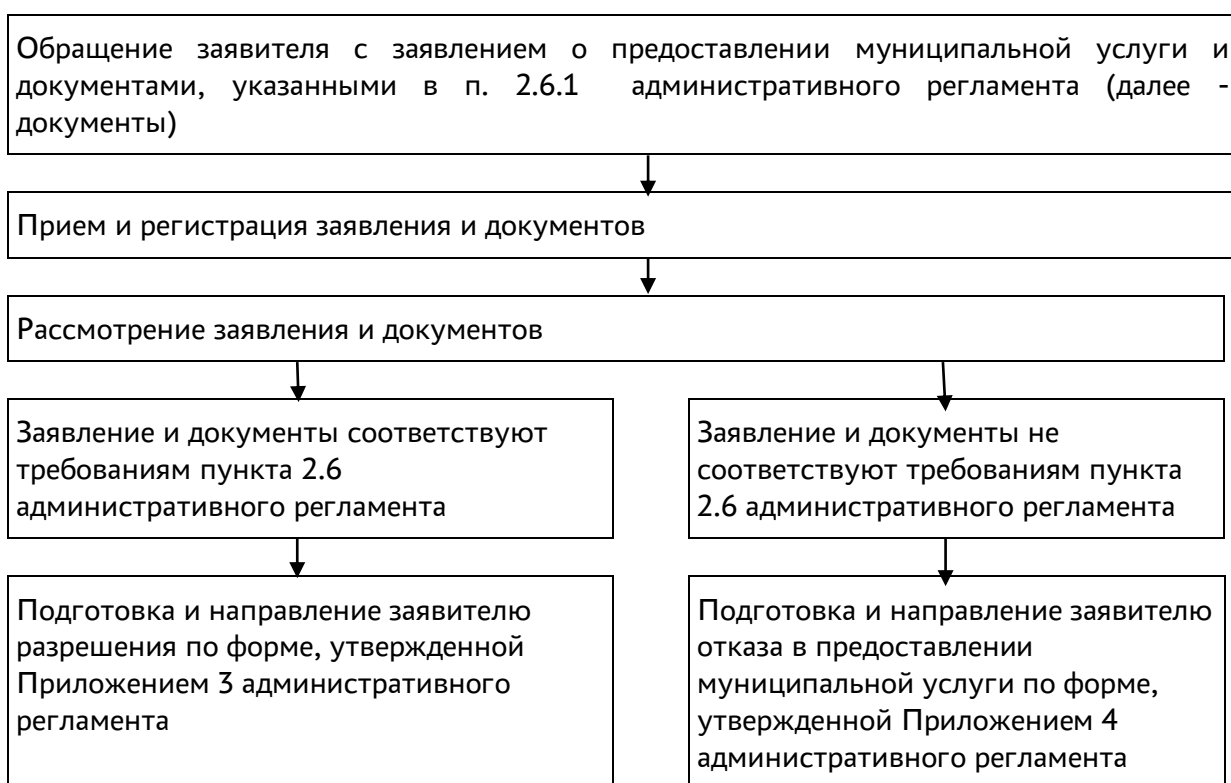 Обращение заявителя с заявлением о предоставлении муниципальной услуги и
документами, указанными в п. 2.6.1 административного регламента (далее -
документы)
Прием и регистрация заявления и документов
Рассмотрение заявления и документов
Заявление и документы соответствуют
требованиям пункта 2.6
административного регламента
Заявление и документы не
соответствуют требованиям пункта
2.6 административного регламента
Подготовка и направление заявителю
разрешения по форме, утвержденной
Приложением 3 административного
регламента
Подготовка и направление заявителю
отказа в предоставлении
муниципальной услуги по форме,
утвержденной Приложением 4
административного регламента